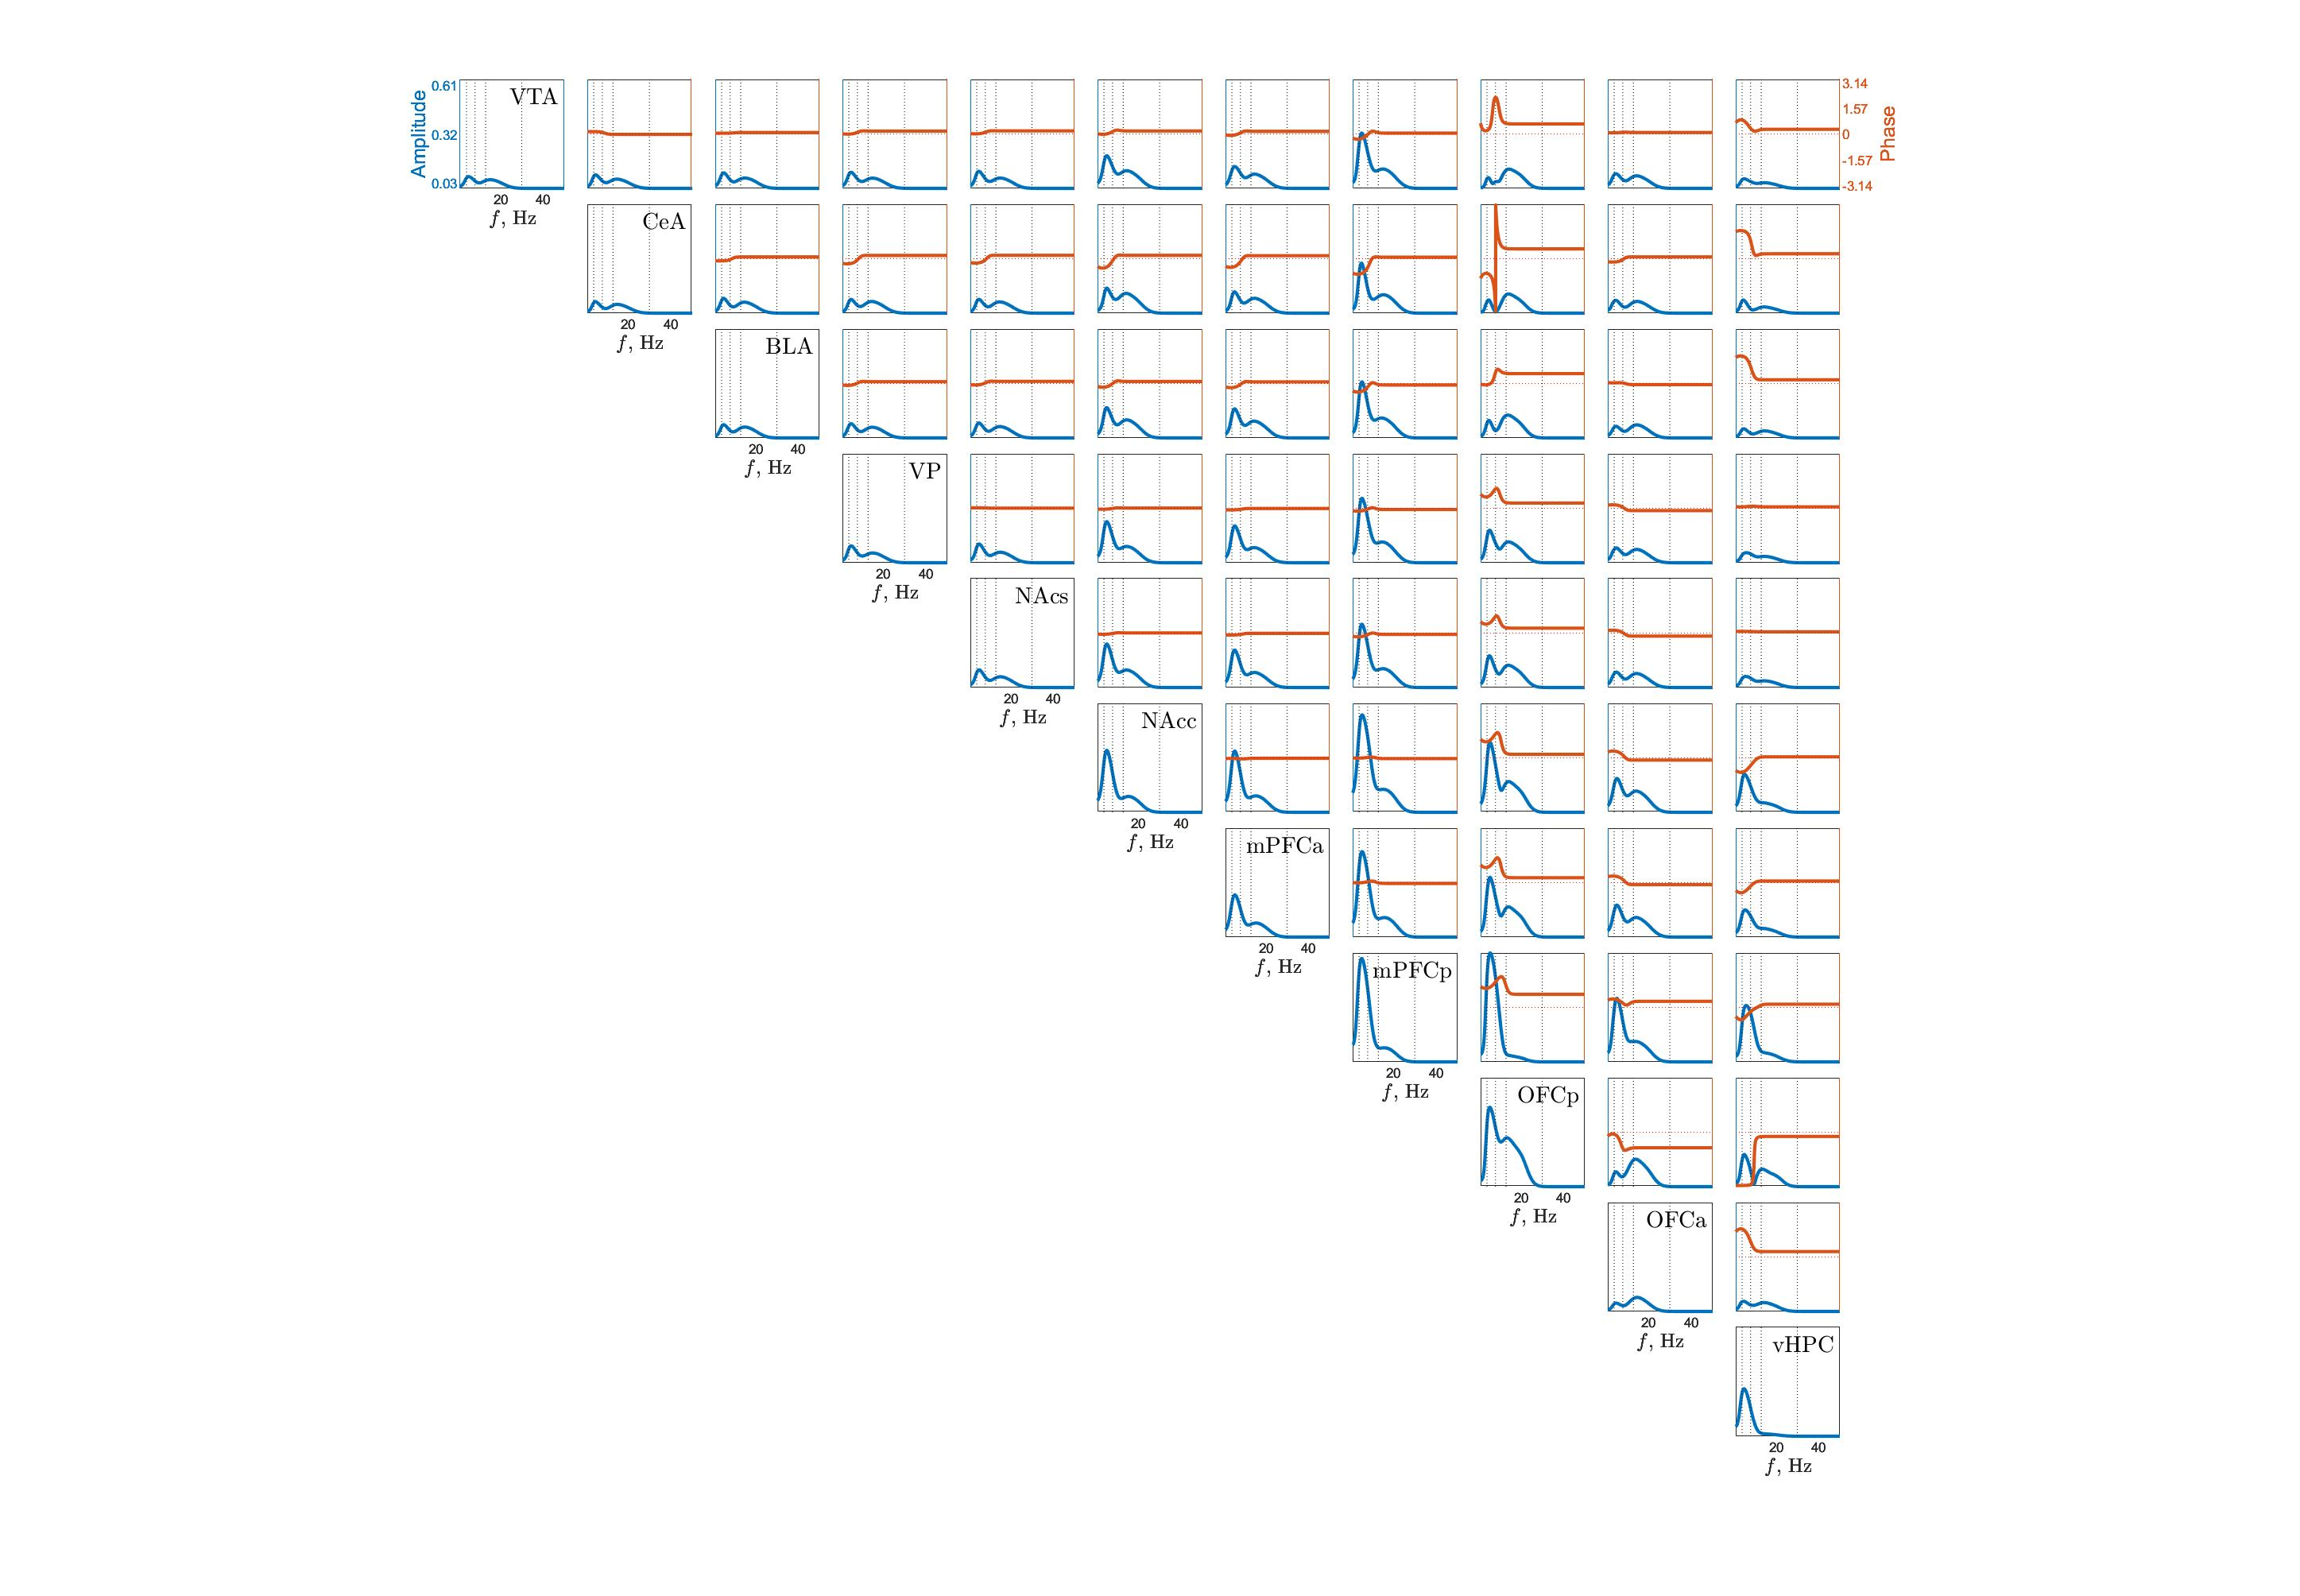 Amplitude
0.61
0.32
0.03
VTA
3.14
1.57
0
-1.57
-3.14
Phase
20 40
f, Hz
CeA
20 40
f, Hz
BLA
20 40
f, Hz
VP
20 40
f, Hz
NAcs
20 40
f, Hz
NAcc
20 40
f, Hz
mPFCa
20 40
f, Hz
mPFCp
20 40
f, Hz
OFCp
20 40
f, Hz
OFCa
20 40
f, Hz
vHPC
20 40
f, Hz